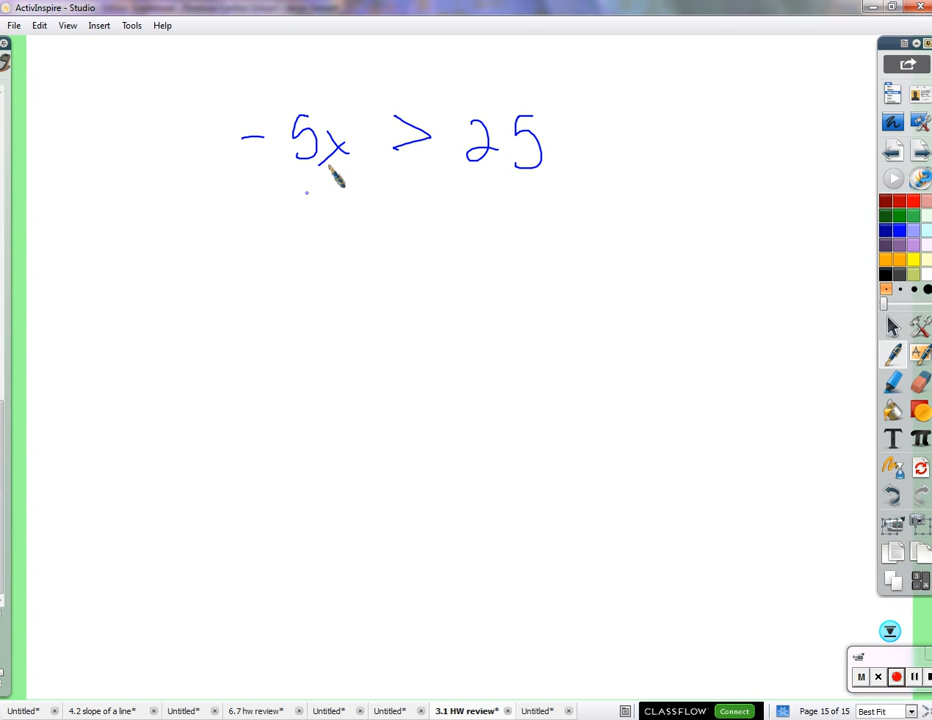 ActivInspire - Studio
File Edit View Insert Tools Help
- 5x > 25
T π
M
Untitled* 4.2 slope of a line* Untitled* 6.7 hw review* Untitled* Untitled* 3.1 HW review* Untitled* CLASSFLOW Connect Page 15 of 15 Best Fit